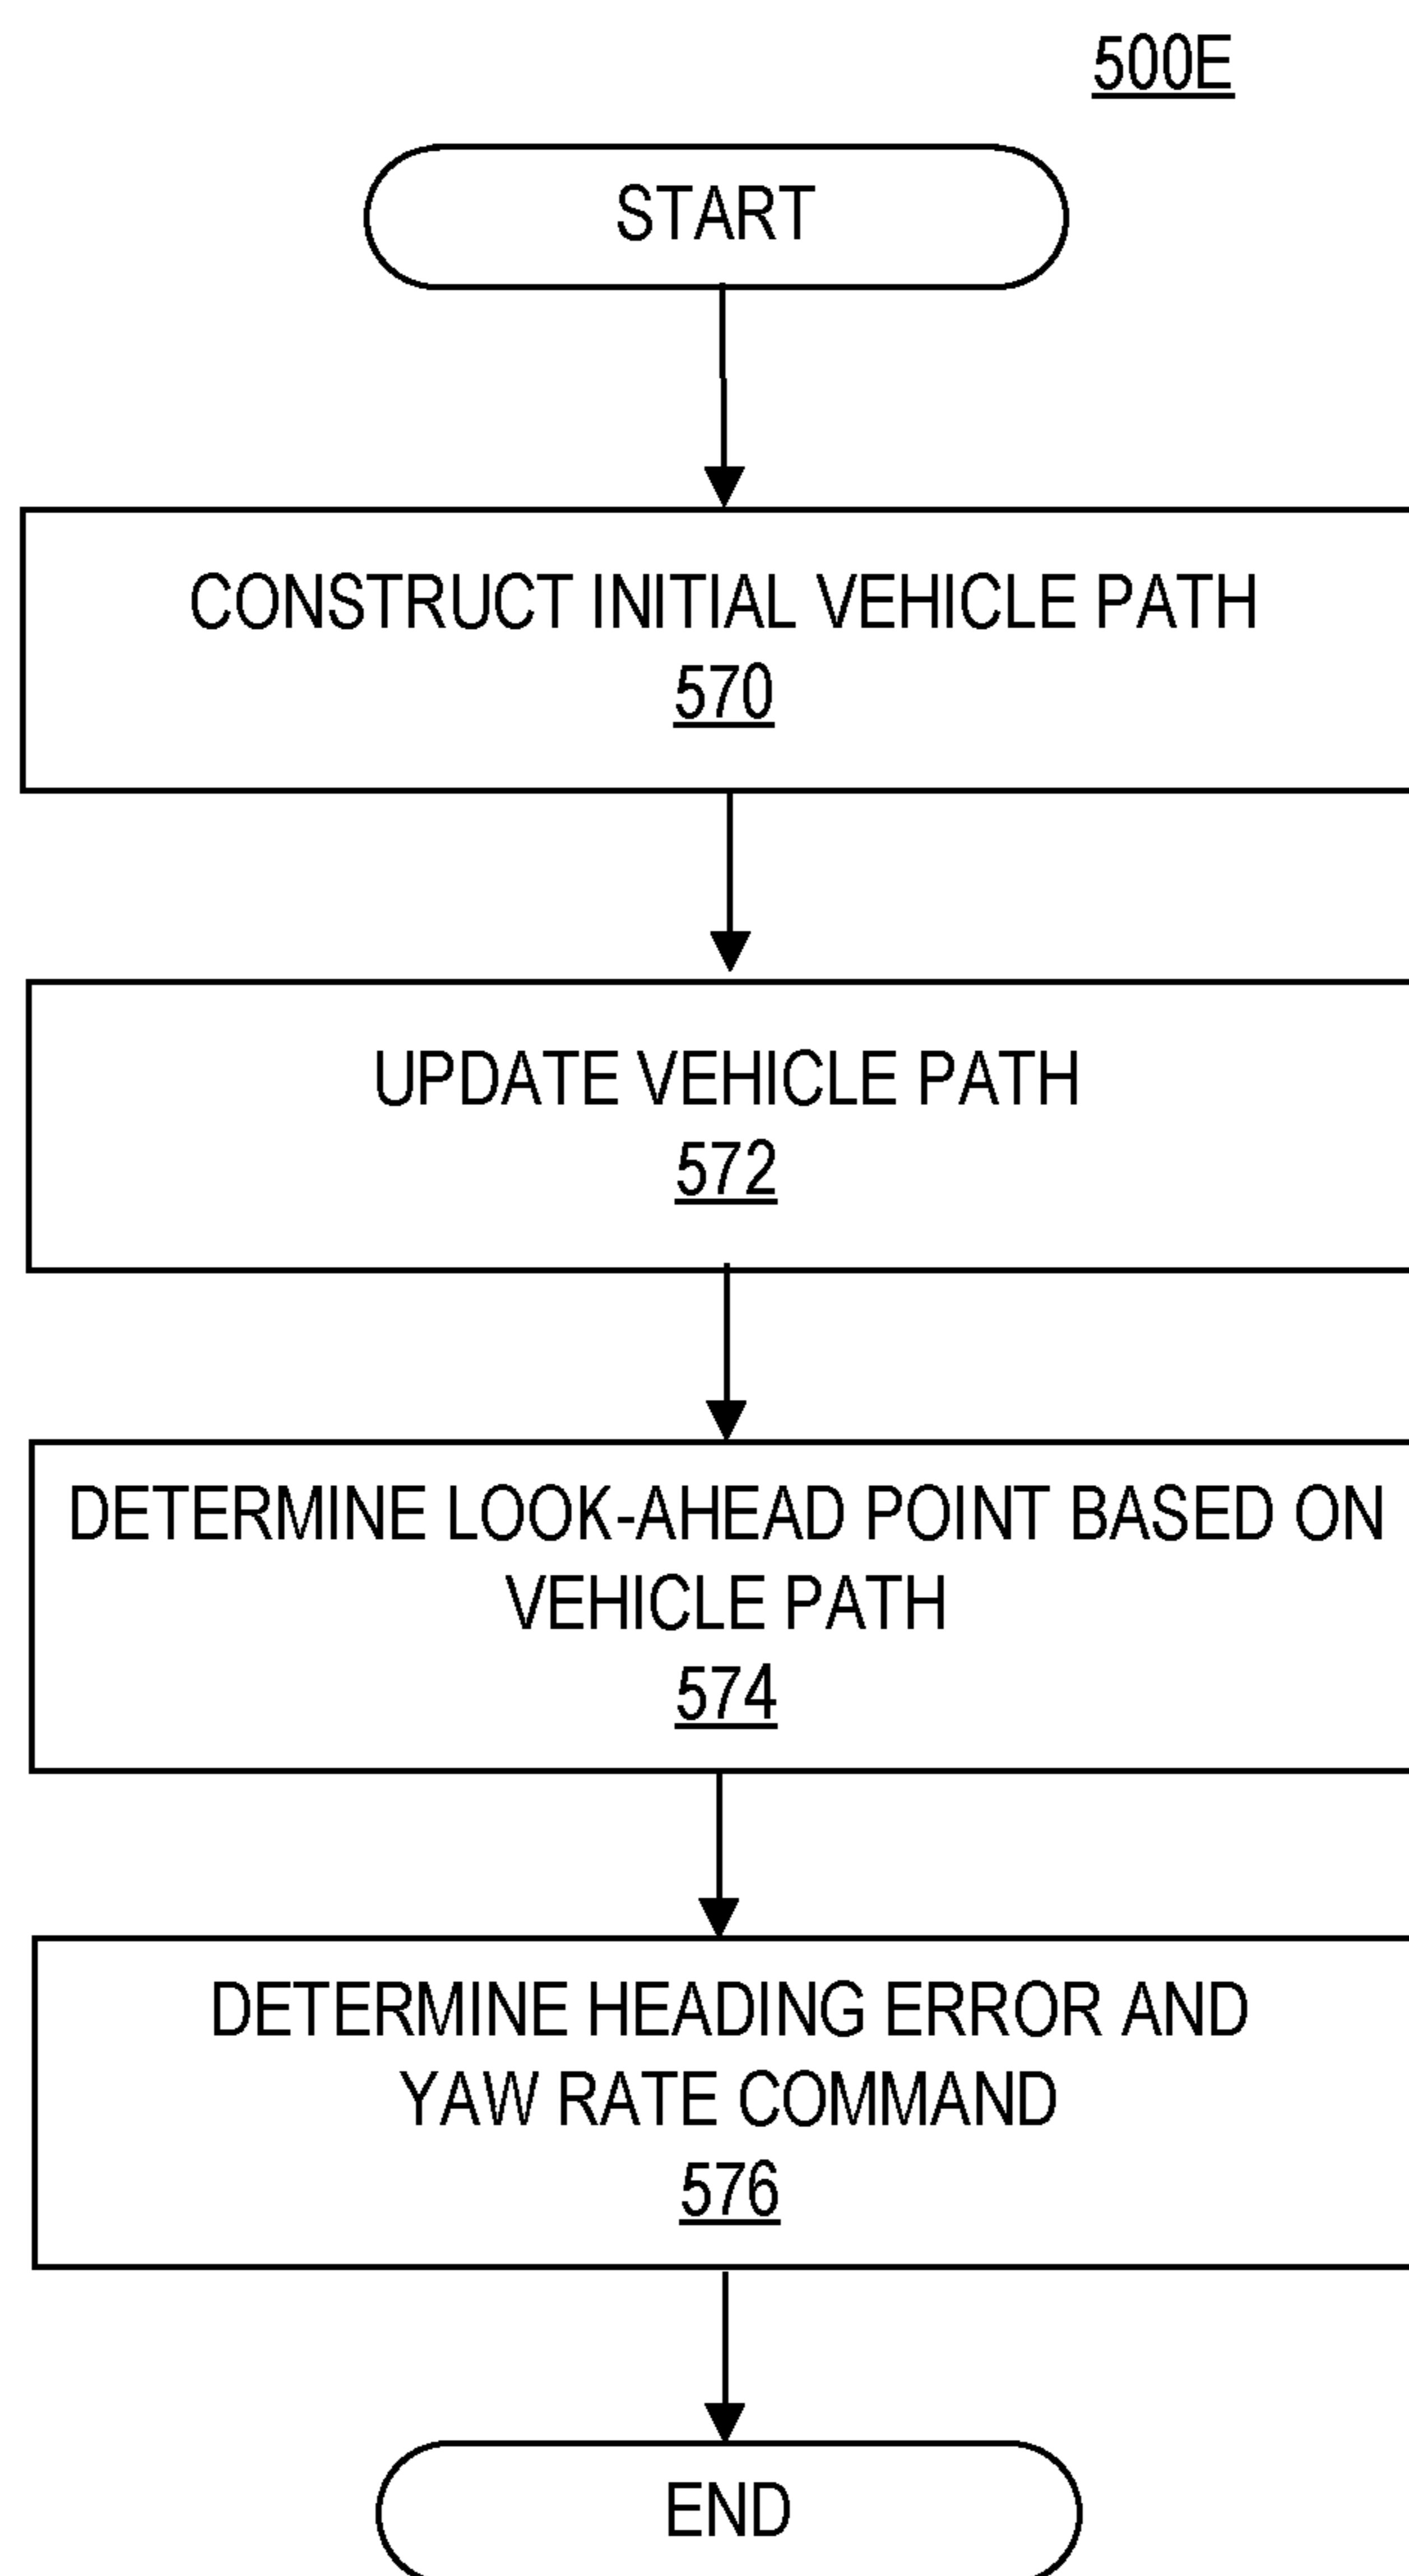 500E
START
CONSTRUCT INITIAL VEHICLE PATH
570
UPDATE VEHICLE PATH
572
DETERMINE LOOK-AHEAD POINT BASED ON
VEHICLE PATH
574
DETERMINE HEADING ERROR AND
YAW RATE COMMAND
576
END